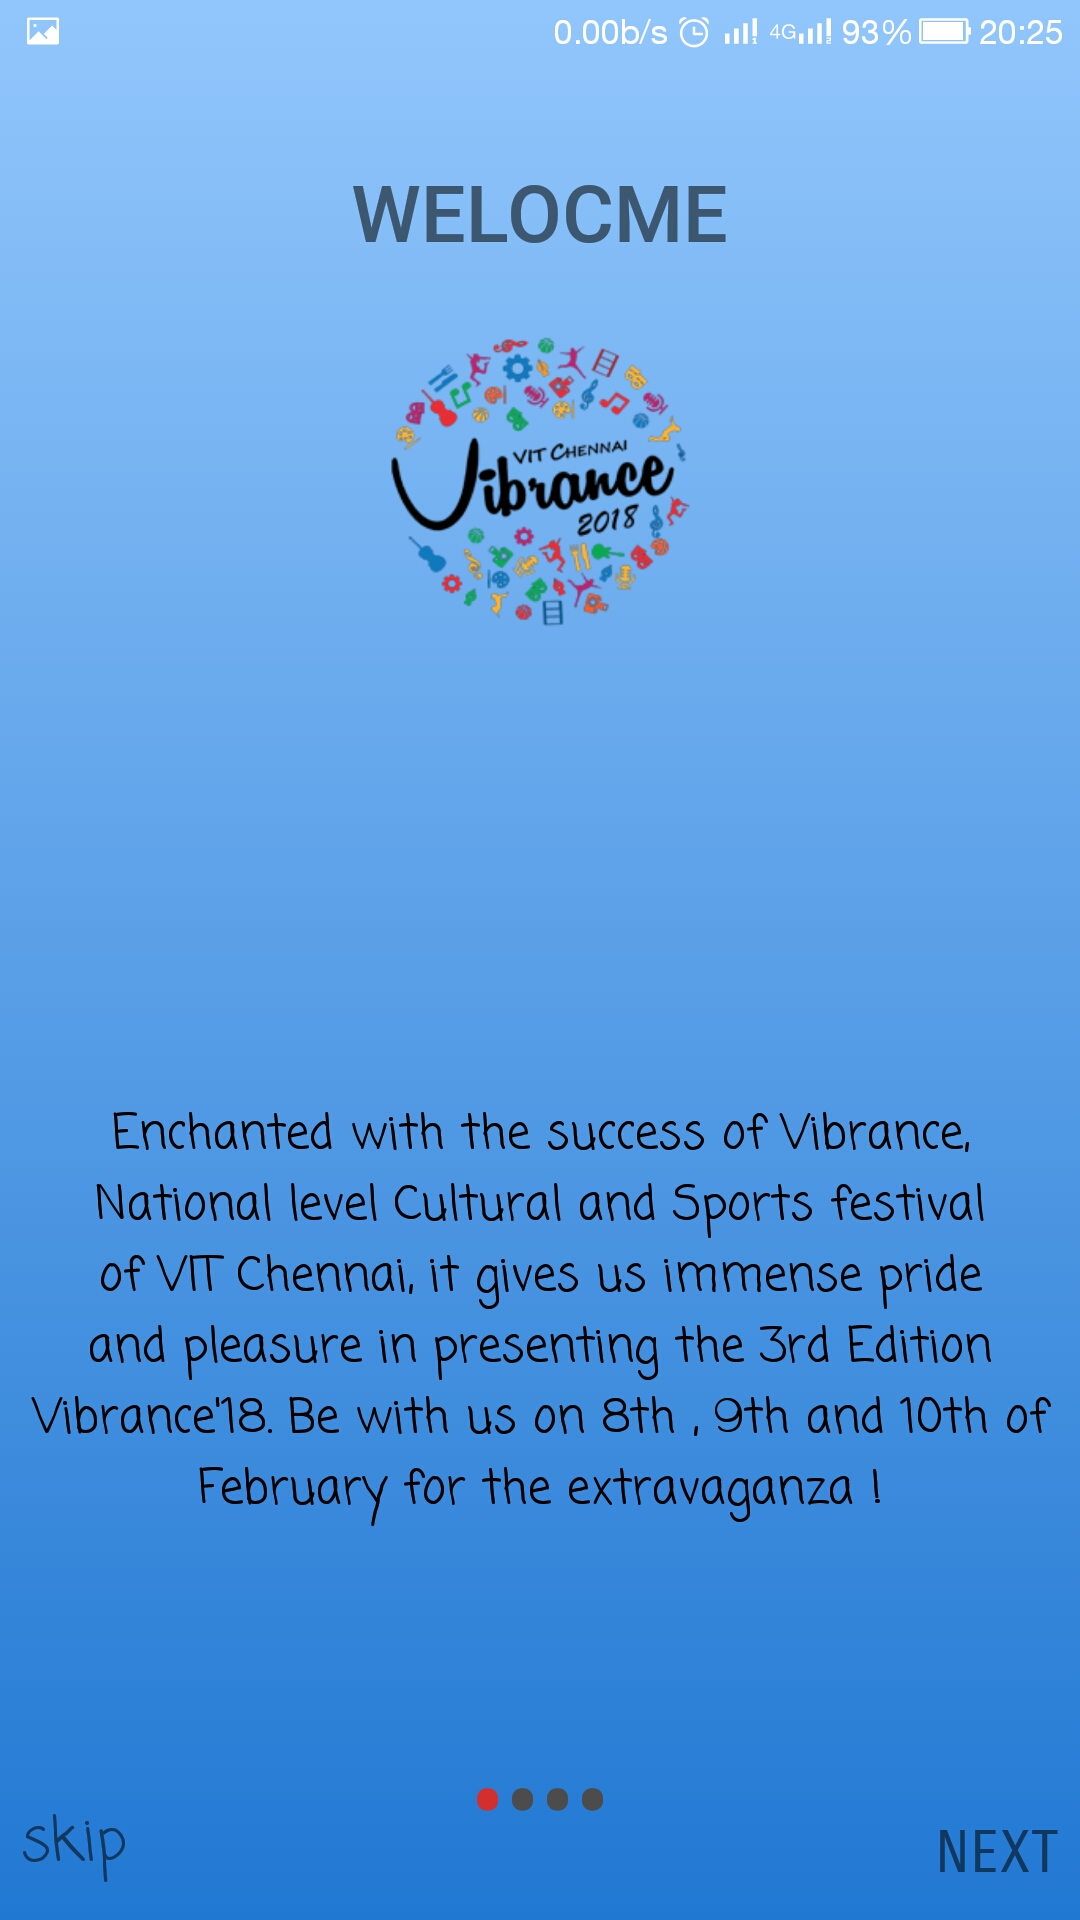 0.00b/s 4G 93% 20:25
WELOCME
VIT CHENNAI
Vibrance
2018
Enchanted with the success of Vibrance,
National level Cultural and Sports festival
of VIT Chennai, it gives us immense pride
and pleasure in presenting the 3rd Edition
Vibrance'18. Be with us on 8th , 9th and 10th of
February for the extravaganza !
skip
NEXT